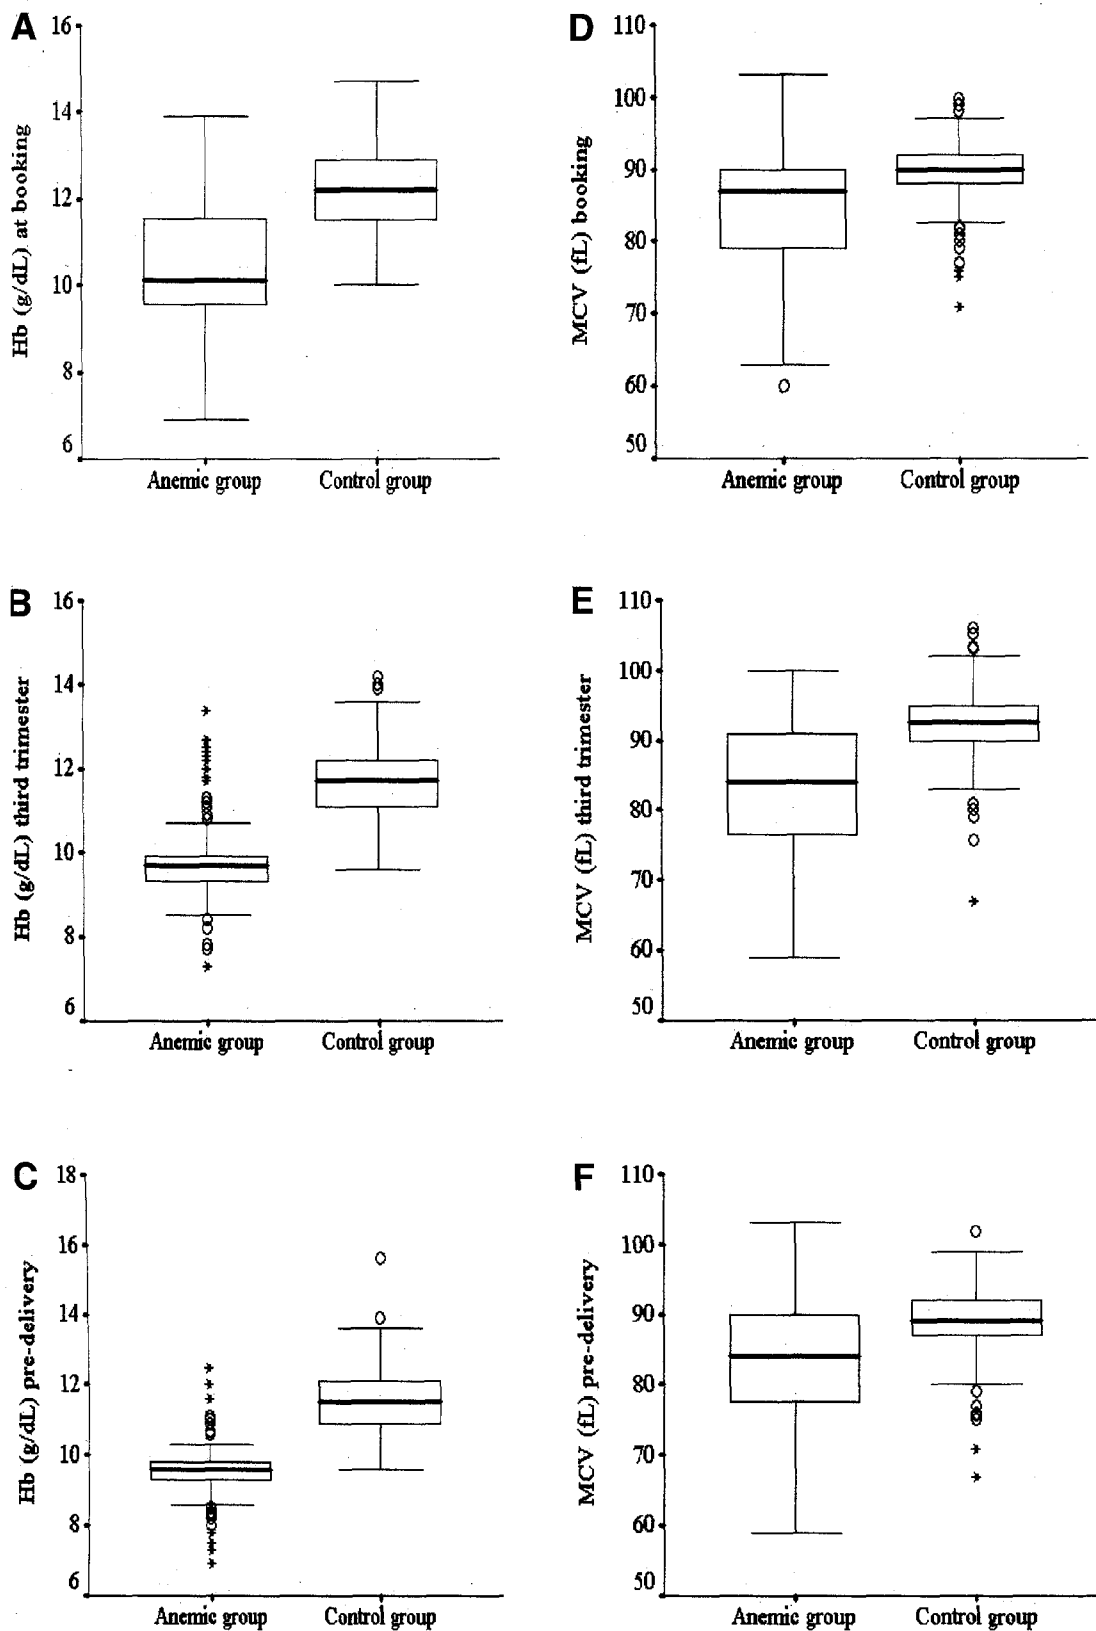 A
Hb (g/dL) at booking
16
14
12
10
8
6
Anemic group
Control group
D
MCV (fL) booking
110
100
90
80
70
60
50
Anemic group
Control group
B
Hb (g/dL) third trimester
16
14
12
10
8
6
Anemic group
Control group
E
MCV (fL) third trimester
110
100
90
80
70
60
50
Anemic group
Control group
C
Hb (g/dL) pre-delivery
18
16
14
12
10
8
6
Anemic group
Control group
F
MCV (fL) pre-delivery
110
100
90
80
70
60
50
Anemic group
Control group